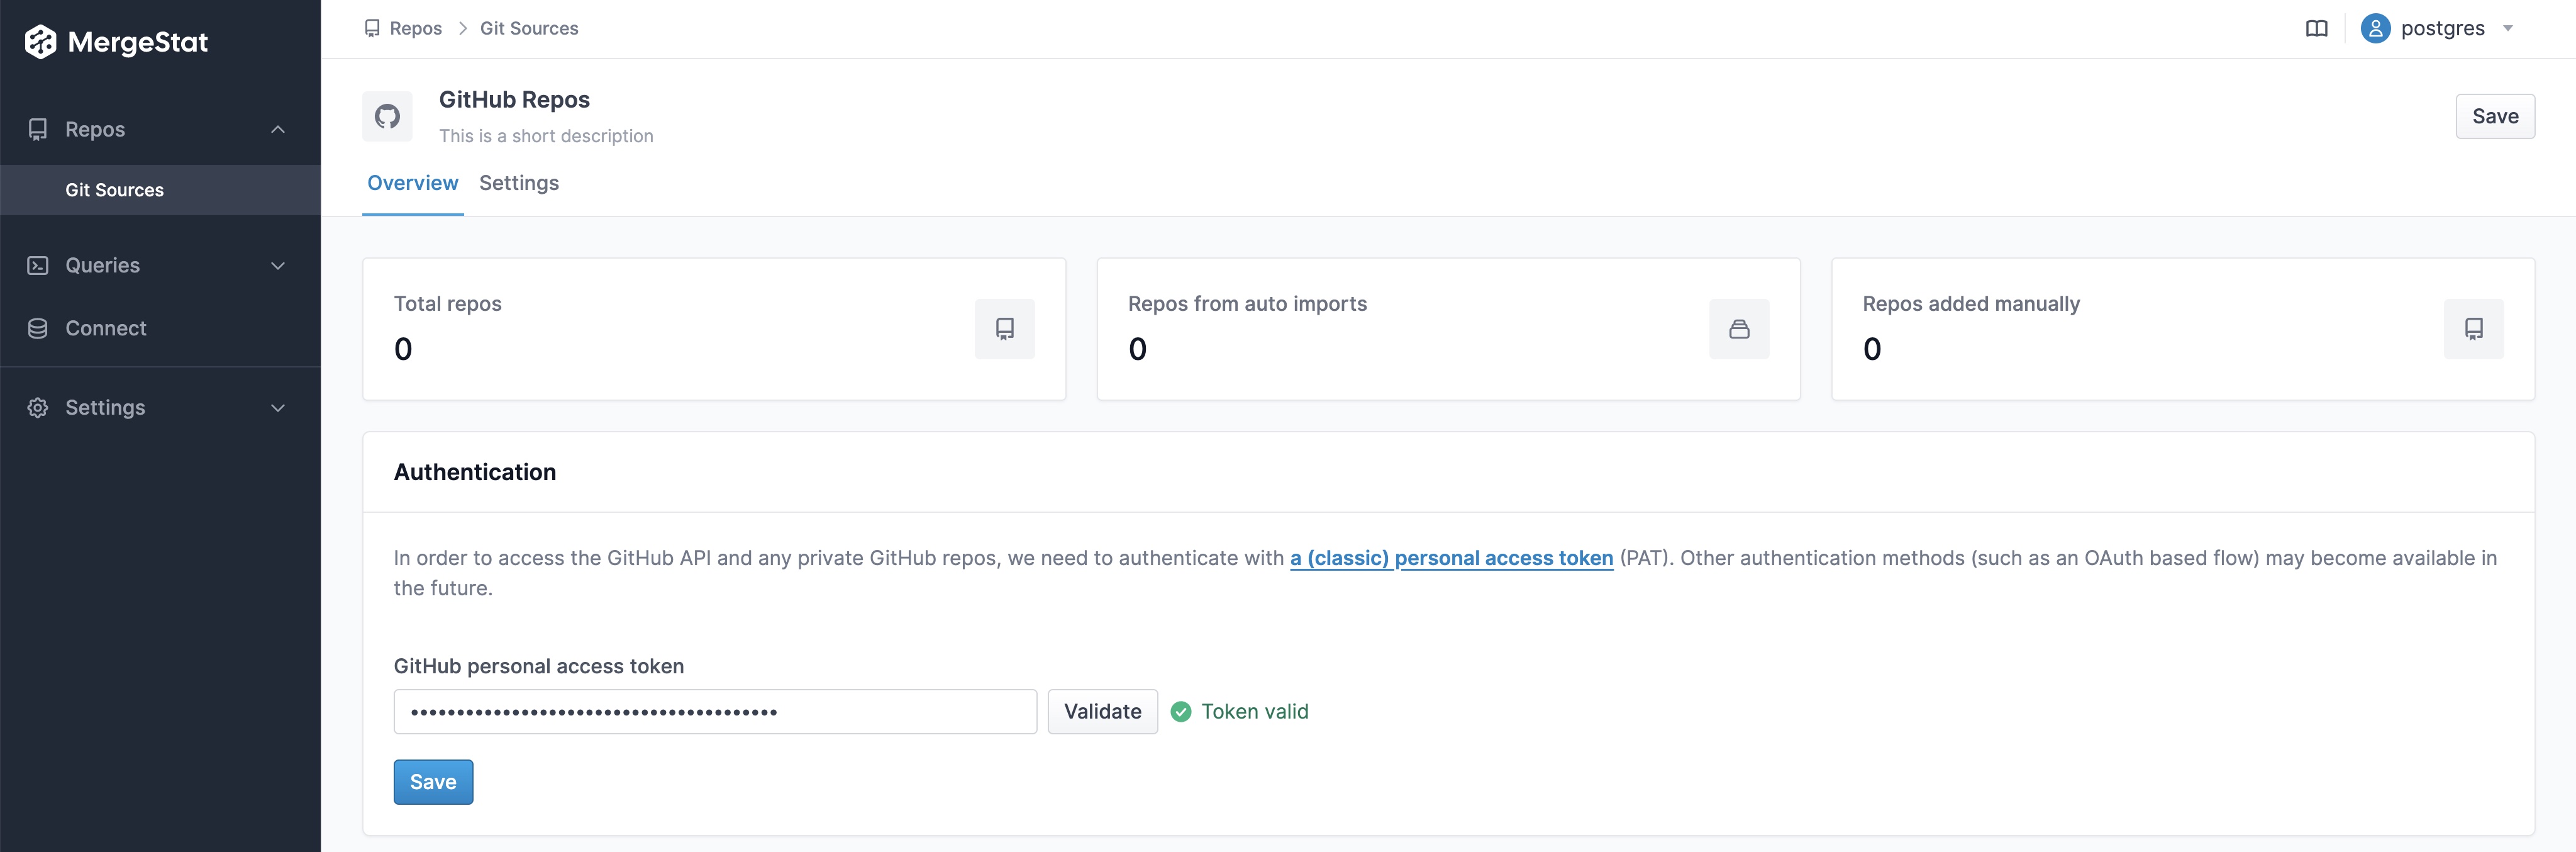 MergeStat
Repos
Git Sources
Queries
Connect
Settings
Repos > Git Sources
postgres
GitHub Repos
This is a short description
Save
Overview Settings
Total repos
0
Repos from auto imports
0
Repos added manually
0
Authentication
In order to access the GitHub API and any private GitHub repos, we need to authenticate with a (classic) personal access token (PAT). Other authentication methods (such as an OAuth based flow) may become available in
the future.
GitHub personal access token
••••••••••••••••••••••••••••••••••••••••
Validate
Token valid
Save